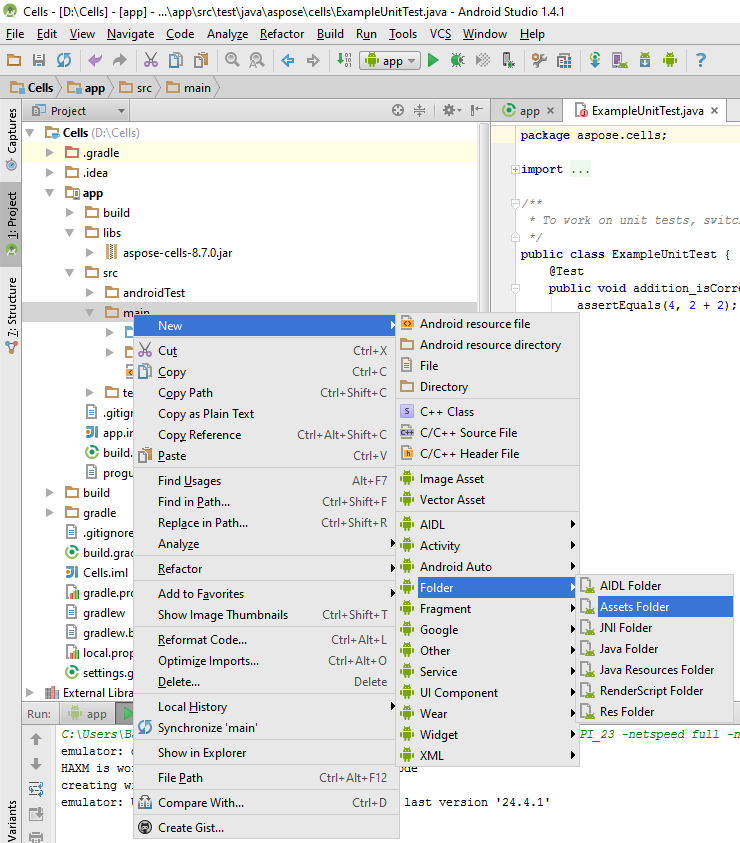 Cells - [D:\Cells] - [app] - ...\app\src\test\java\aspose\cells\ExampleUnitTest.java - Android Studio 1.4.1
File Edit View Navigate Code Analyze Refactor Build Run Tools VCS Window Help
app
Cells app src main
Captures
1: Project
7: Structure
Variants
Project
app
ExampleUnitTest.java
Cells (D:\Cells)
.gradle
.idea
app
build
libs
aspose-cells-8.7.0.jar
src
androidTest
main
te
.gitign
app.in
build.
progu
build
gradle
.gitignore
build.grad
Cells.iml
gradle.pro
gradlew
gradlew.b
local.prop
settings.g
External Libra
package aspose.cells;
import ...
/**
* To work on unit tests, switc
*/
public class ExampleUnitTest {
@Test
public void addition_isCorre
assertEquals(4, 2 + 2);
New
Cut Ctrl+X
Copy Ctrl+C
Copy Path Ctrl+Shift+C
Copy as Plain Text
Copy Reference Ctrl+Alt+Shift+C
Paste Ctrl+V
Find Usages Alt+F7
Find in Path... Ctrl+Shift+F
Replace in Path... Ctrl+Shift+R
Analyze
Refactor
Add to Favorites
Show Image Thumbnails Ctrl+Shift+T
Reformat Code... Ctrl+Alt+L
Optimize Imports... Ctrl+Alt+O
Delete... Delete
Local History
Synchronize 'main'
Show in Explorer
File Path Ctrl+Alt+F12
Compare With... Ctrl+D
Create Gist...
Android resource file
Android resource directory
File
Directory
C++ Class
C/C++ Source File
C/C++ Header File
Image Asset
Vector Asset
AIDL
Activity
Android Auto
Folder
Fragment
Google
Other
Service
UI Component
Wear
Widget
XML
AIDL Folder
Assets Folder
JNI Folder
Java Folder
Java Resources Folder
RenderScript Folder
Res Folder
Run: app
C:\Users\Ba PI_23 -netspeed full -n
HAXM is wor ode
creating wi
last version '24.4.1'